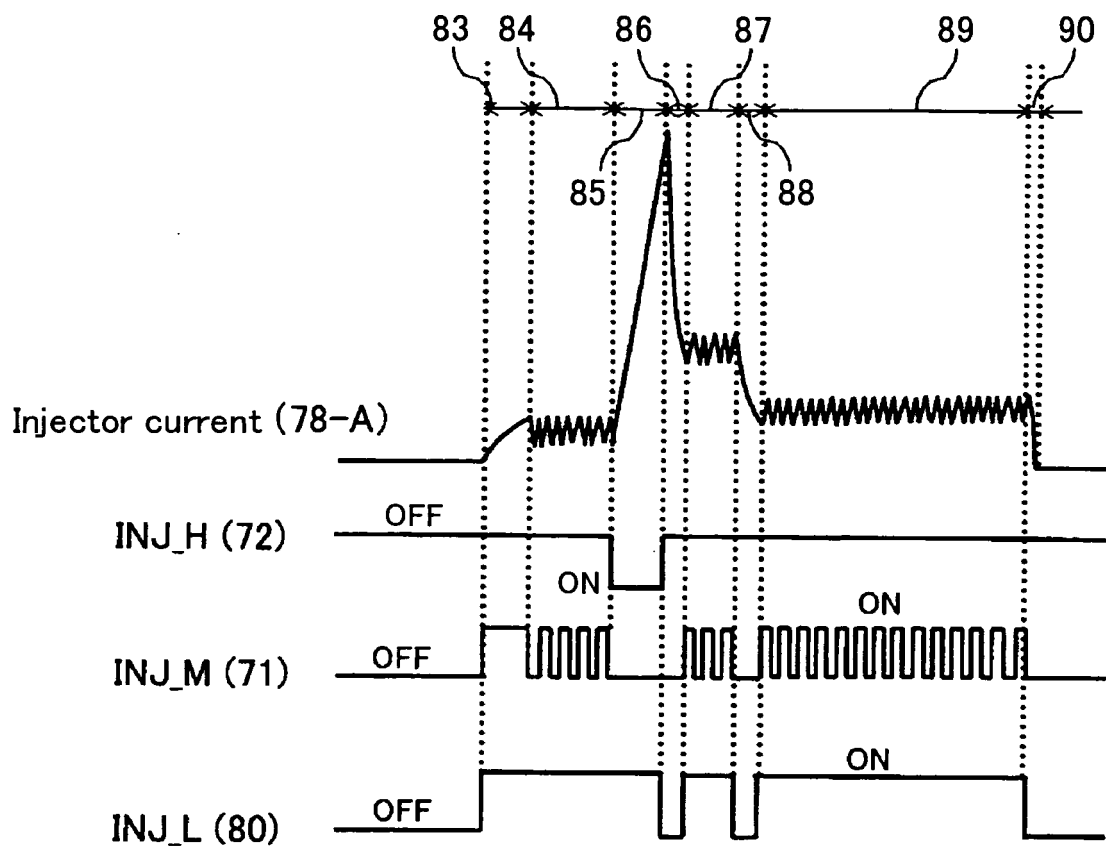 83 84 86 87 89 90
85 88
Injector current (78-A)
OFF
INJ_H (72)
ON
ON
OFF
INJ_M (71)
ON
OFF
INJ_L (80)